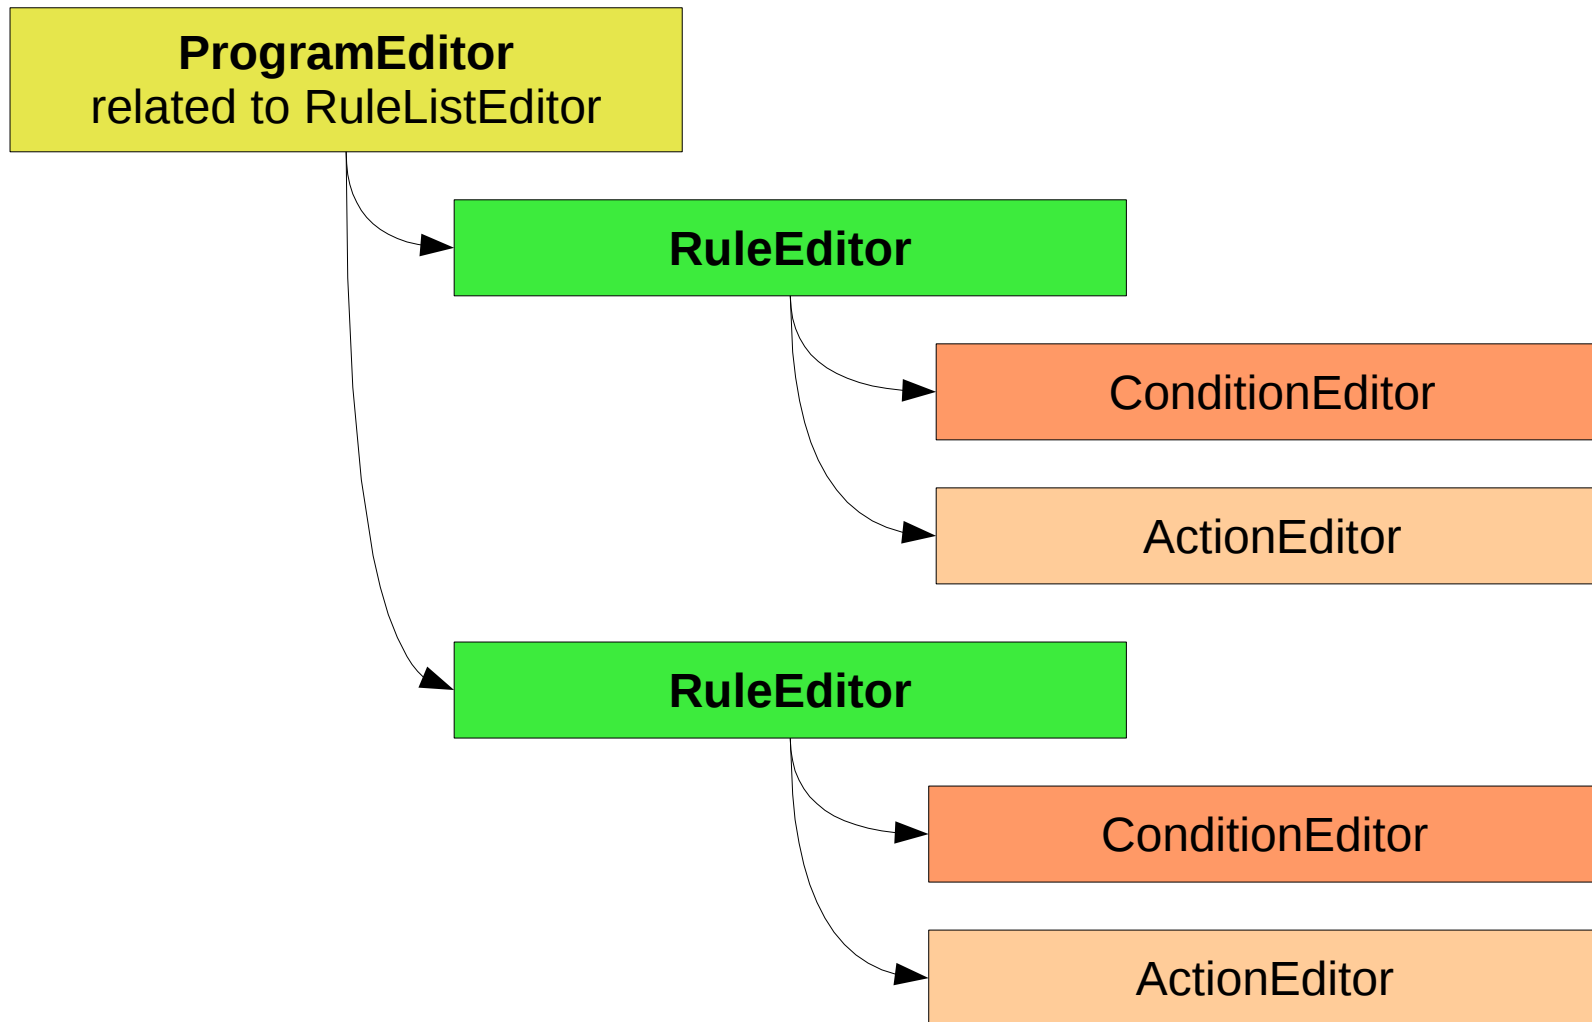 ProgramEditor
related to RuleListEditor
RuleEditor
ConditionEditor
ActionEditor
RuleEditor
ConditionEditor
ActionEditor